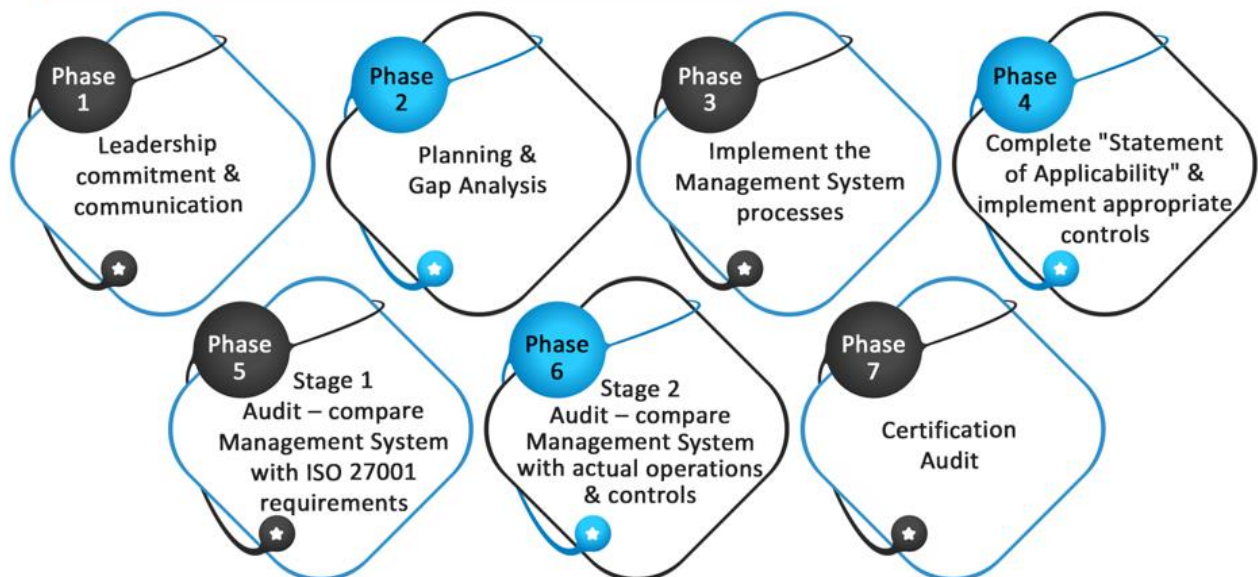 Phase
1
Leadership
commitment &
communication
Phase
2
Planning &
Gap Analysis
Phase
3
Implement the
Management System
processes
Phase
4
Complete "Statement
of Applicability" &
implement appropriate
controls
Phase
5
Stage 1
Audit – compare
Management System
with ISO 27001
requirements
Phase
6
Stage 2
Audit – compare
Management System
with actual operations
& controls
Phase
7
Certification
Audit